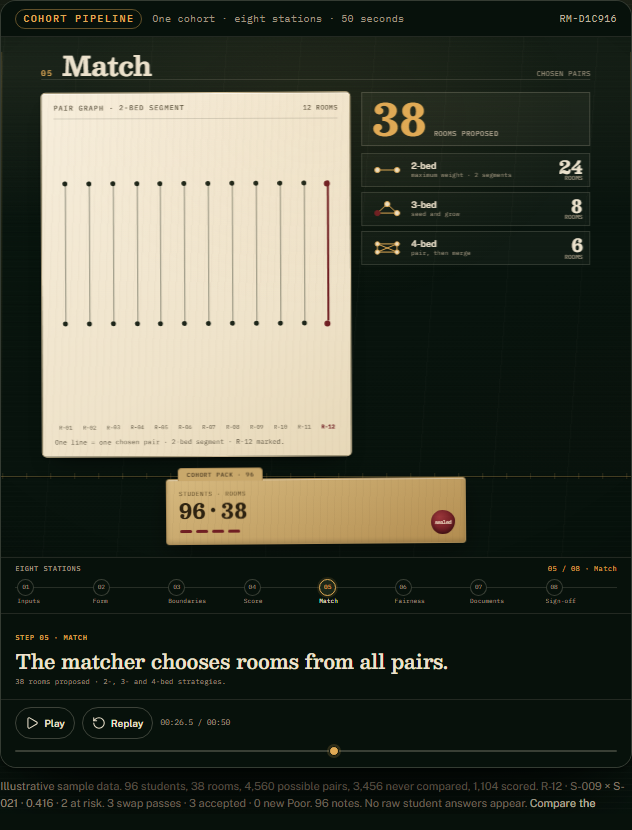 COHORT PIPELINE One cohort · eight stations · 50 seconds RM-D1C916
05 Match CHOSEN PAIRS
PAIR GRAPH · 2-BED SEGMENT 12 ROOMS
R-01 R-02 R-03 R-04 R-05 R-06 R-07 R-08 R-09 R-10 R-11 R-12
One line = one chosen pair · 2-bed segment · R-12 marked.
38 ROOMS PROPOSED
2-bed
maximum weight · 2 segments
24
ROOMS
3-bed
seed and grow
8
ROOMS
4-bed
pair, then merge
6
ROOMS
COHORT PACK · 96
STUDENTS · ROOMS
96·38
sealed
EIGHT STATIONS 05 / 08 · Match
01 02 03 04 05 06 07 08
Inputs Form Boundaries Score Match Fairness Documents Sign-off
STEP 05 · MATCH
The matcher chooses rooms from all pairs.
38 rooms proposed · 2-, 3- and 4-bed strategies.
Play Replay 00:26.5 / 00:50
Illustrative sample data. 96 students, 38 rooms, 4,560 possible pairs, 3,456 never compared, 1,104 scored. R-12 · S-009 × S-
021 · 0.416 · 2 at risk. 3 swap passes · 3 accepted · 0 new Poor. 96 notes. No raw student answers appear. Compare the